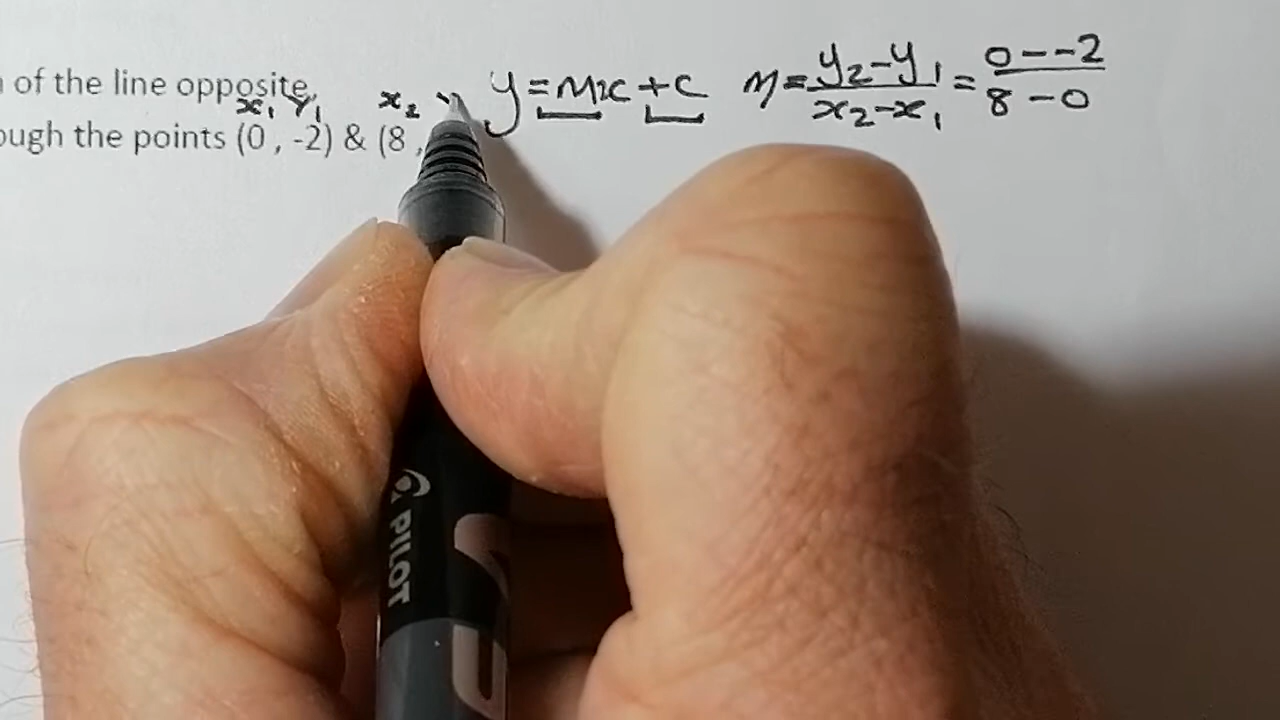 of the line opposite,
x₁ y₁ x₂
ough the points (0 , -2) & (8 ,
y = mx + c m = y₂-y₁/x₂-x₁ = 0--2/8-0
PILOT